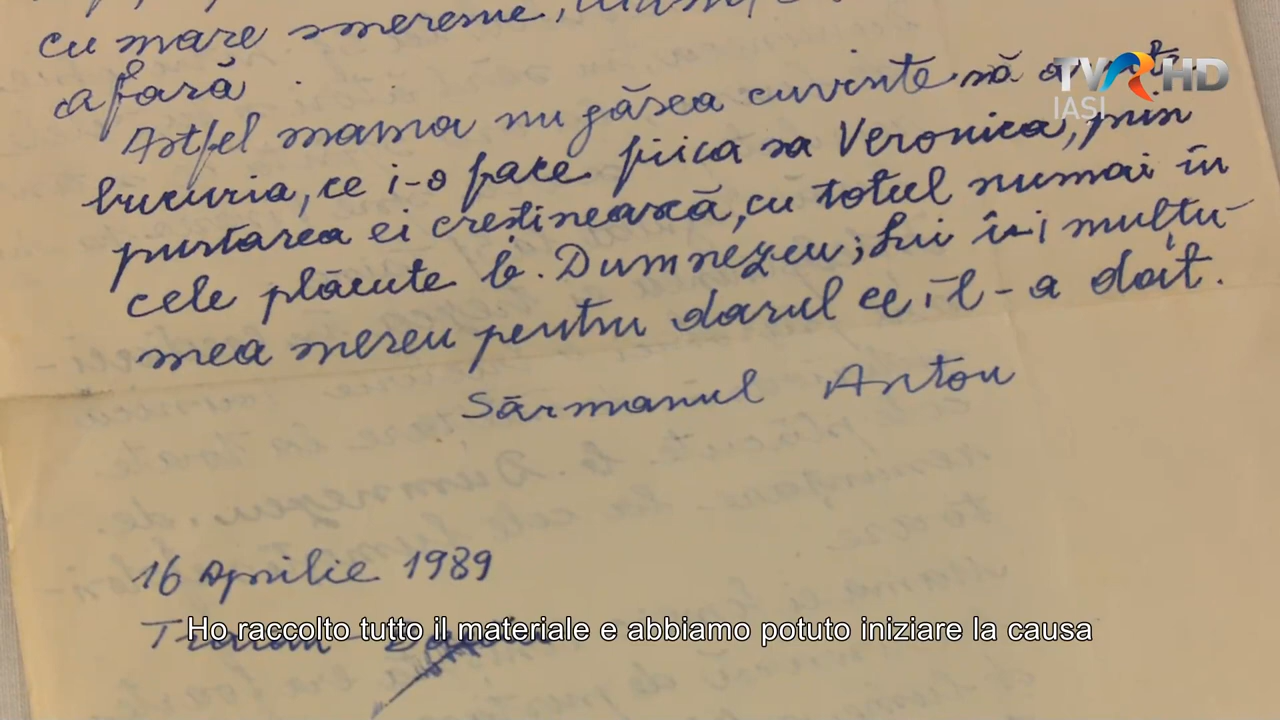 cu mare smerenie,
afară
Astfel mama nu găsea cuvinte să arate
TVR HD
IAȘI
bucuria, ce i-o face fiica sa Veronica, prin
purtarea ei creștinească, cu totul numai în
cele plăcute b. Dumnezeu; Lui îi mulțu-
mea mereu pentru darul ce i l-a dat.
Sărmanul Anton
16 Aprilie 1989
Traian -
Ho raccolto tutto il materiale e abbiamo potuto iniziare la causa